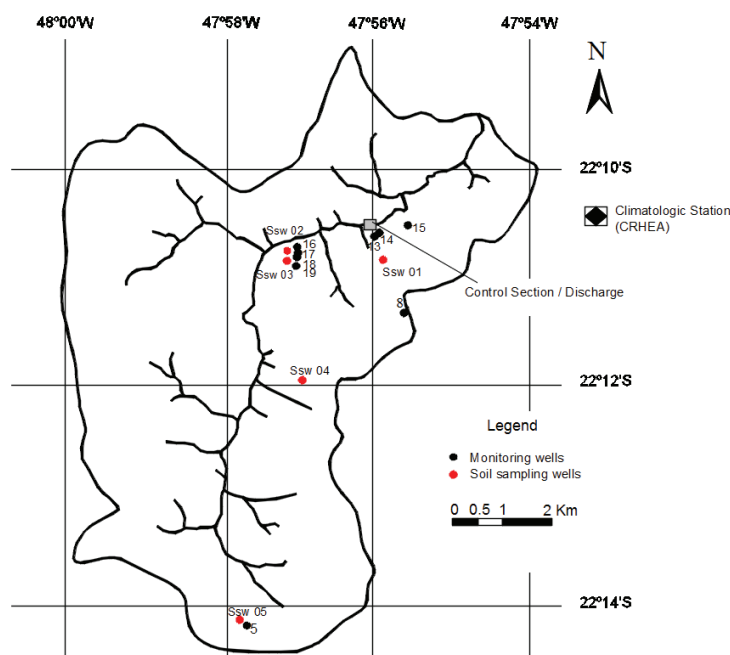 48°00'W 47°58'W 47°56'W 47°54'W
N
22°10'S
Climatologic Station
(CRHEA)
15
14
13
Ssw 02
16
17
18
19
Ssw 03
Ssw 01
Control Section / Discharge
8
Ssw 04
22°12'S
Legend
Monitoring wells
Soil sampling wells
0 0.5 1 2 Km
22°14'S
Ssw 05
5